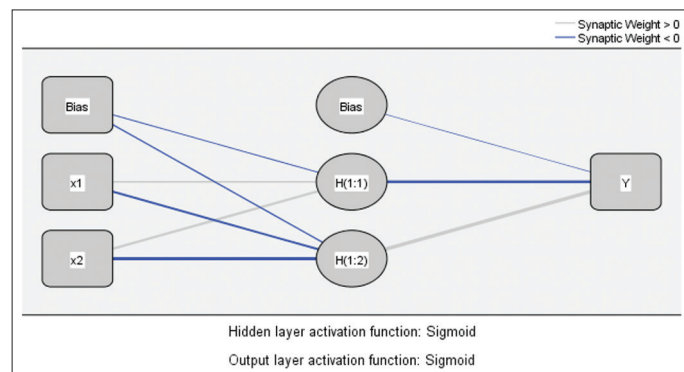 Synaptic Weight > 0
Synaptic Weight < 0
Bias
Bias
x1
H(1:1)
Y
x2
H(1:2)
Hidden layer activation function: Sigmoid
Output layer activation function: Sigmoid